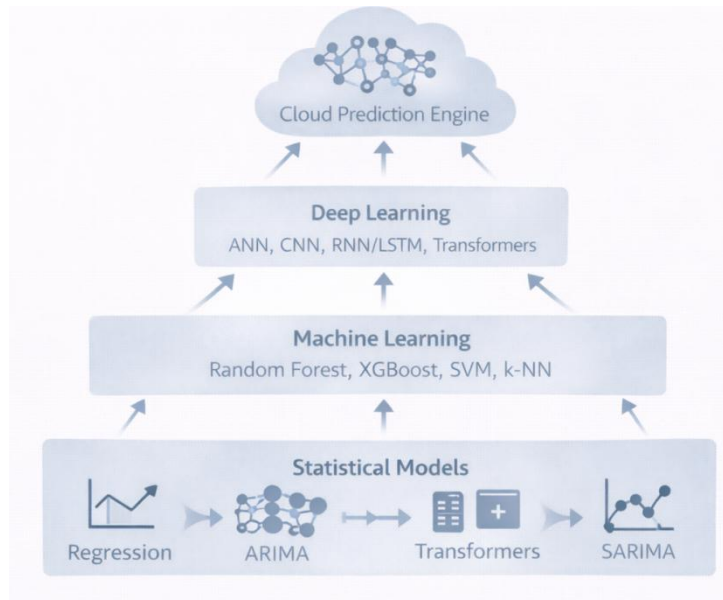 Cloud Prediction Engine
Deep Learning
ANN, CNN, RNN/LSTM, Transformers
Machine Learning
Random Forest, XGBoost, SVM, k-NN
Statistical Models
Regression
ARIMA
Transformers
SARIMA